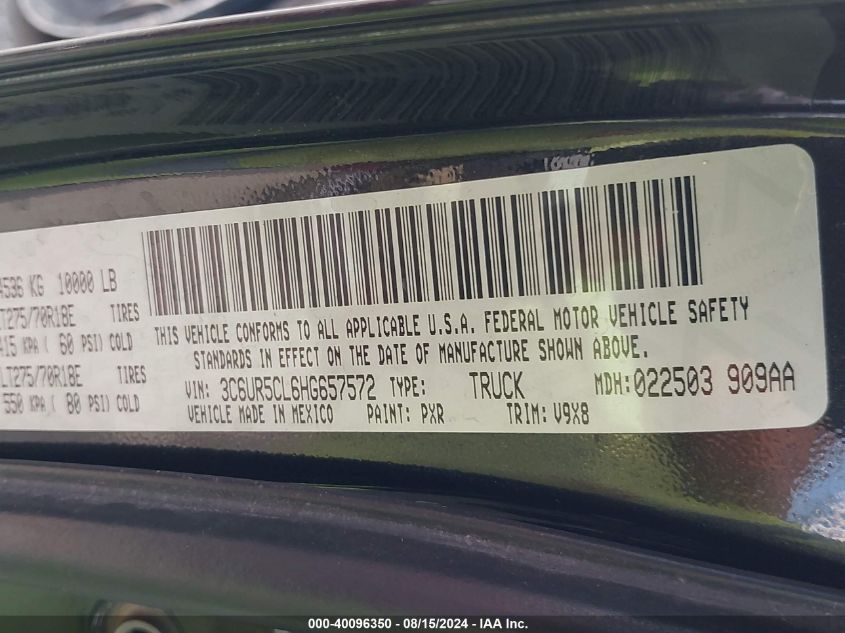 4536 KG 10000 LB
LT275/70R18E TIRES
415 KPA ( 60 PSI) COLD
LT275/70R18E TIRES
550 KPA ( 80 PSI) COLD
THIS VEHICLE CONFORMS TO ALL APPLICABLE U.S.A. FEDERAL MOTOR VEHICLE SAFETY
STANDARDS IN EFFECT ON THE DATE OF MANUFACTURE SHOWN ABOVE.
VIN: 3C6UR5CL6HG657572 TYPE: TRUCK MDH:022503 909AA
VEHICLE MADE IN MEXICO PAINT: PXR TRIM: V9X8
000-40096350 - 08/15/2024 - IAA Inc.